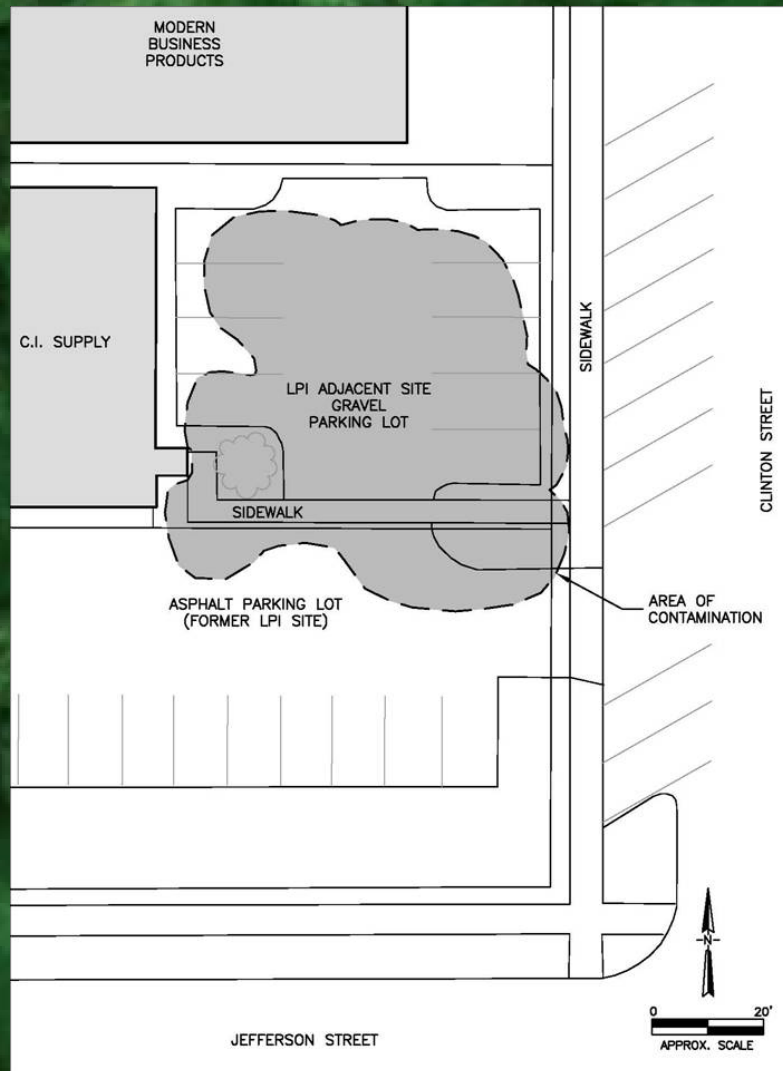 MODERN
BUSINESS
PRODUCTS
C.I. SUPPLY
LPI ADJACENT SITE
GRAVEL
PARKING LOT
SIDEWALK
CLINTON STREET
SIDEWALK
ASPHALT PARKING LOT
(FORMER LPI SITE)
AREA OF
CONTAMINATION
JEFFERSON STREET
N
0 20'
APPROX. SCALE